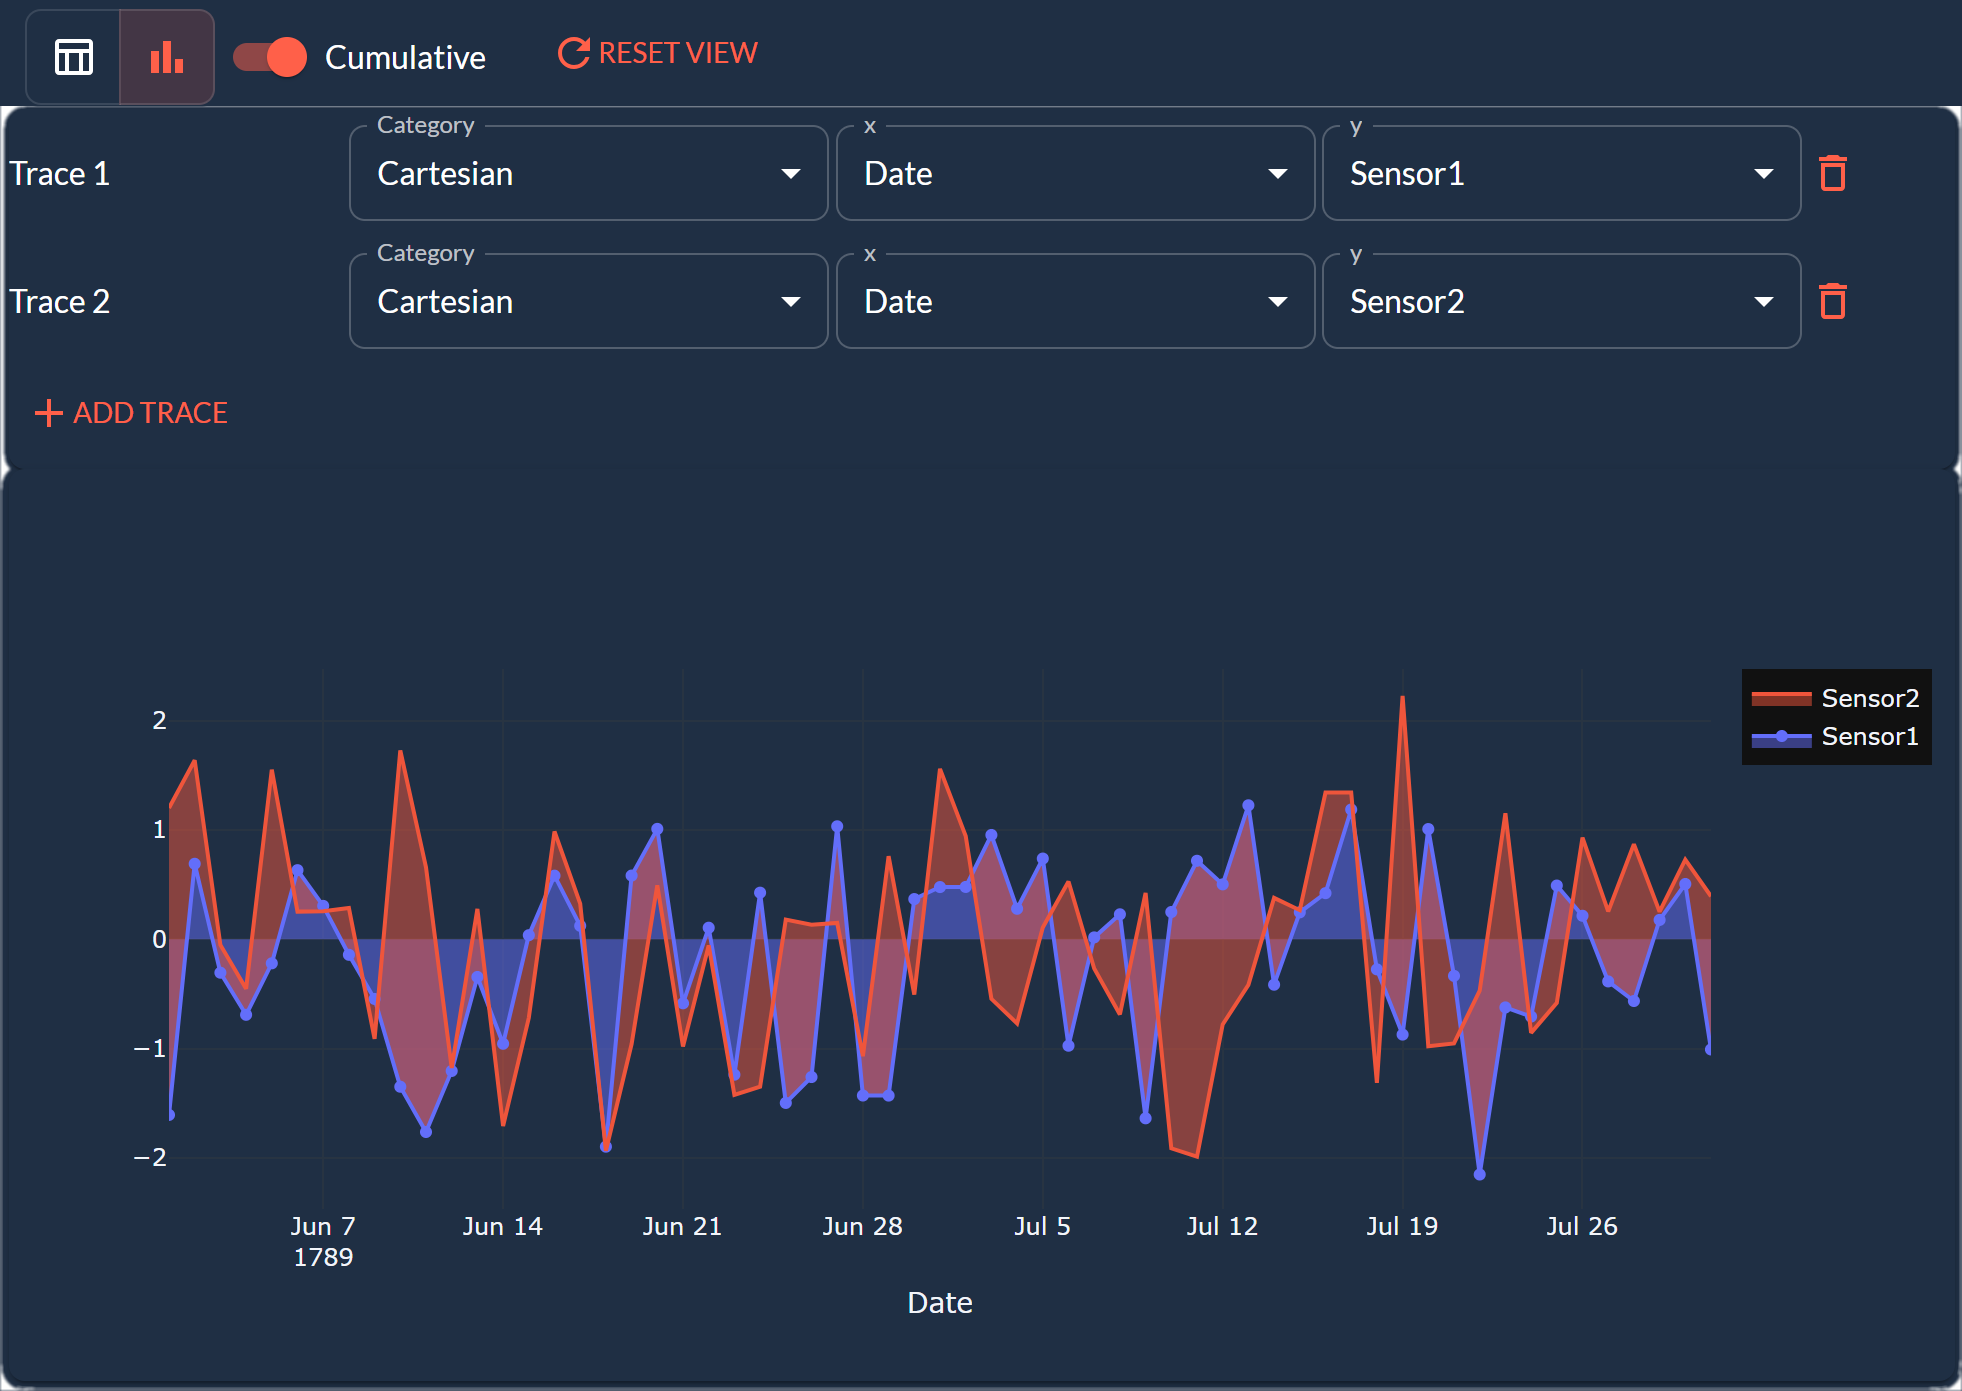 Cumulative
RESET VIEW
Category
x
y
Trace 1
Cartesian
Date
Sensor1
Category
x
y
Trace 2
Cartesian
Date
Sensor2
ADD TRACE
Sensor2
Sensor1
2
1
0
−1
−2
Jun 7
1789
Jun 14
Jun 21
Jun 28
Jul 5
Jul 12
Jul 19
Jul 26
Date